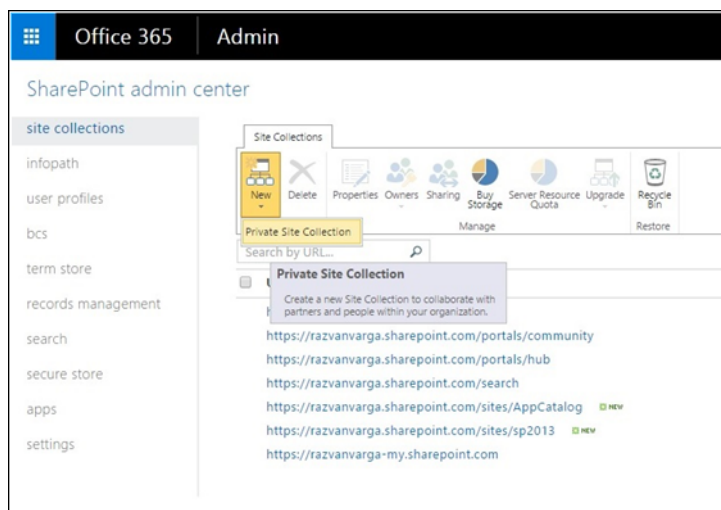 Office 365 Admin
SharePoint admin center
site collections
infopath
user profiles
bcs
term store
records management
search
secure store
apps
settings
Site Collections
New Delete Properties Owners Sharing Buy Storage Server Resource Quota Upgrade Recycle Bin
Manage Restore
Private Site Collection
Search by URL...
Private Site Collection
Create a new Site Collection to collaborate with
partners and people within your organization.
https://razvanvarga.sharepoint.com/portals/community
https://razvanvarga.sharepoint.com/portals/hub
https://razvanvarga.sharepoint.com/search
https://razvanvarga.sharepoint.com/sites/AppCatalog NEW
https://razvanvarga.sharepoint.com/sites/sp2013 NEW
https://razvanvarga-my.sharepoint.com